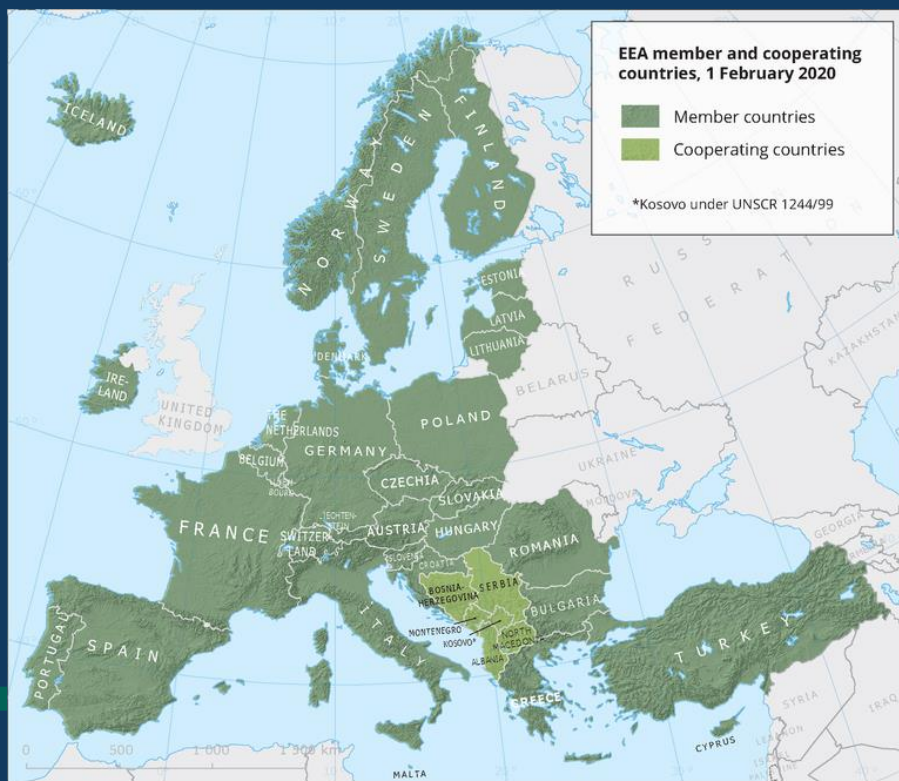 EEA member and cooperating
countries, 1 February 2020
Member countries
Cooperating countries
*Kosovo under UNSCR 1244/99
ICELAND
NORWAY
SWEDEN
FINLAND
RUSSIAN
FEDERATION
ESTONIA
LATVIA
LITHUANIA
KAZAKHSTAN
DENMARK
IRE-
LAND
UNITED
KINGDOM
BELARUS
THE
NETHERLANDS
POLAND
BELGIUM
GERMANY
UKRAINE
CZECHIA
SLOVAKIA
MOLDOVA
LIECHTEN-
STEIN
FRANCE
SWITZER-
LAND
AUSTRIA
HUNGARY
ROMANIA
GEORGIA
SLOVENIA
CROATIA
BOSNIA-
HERZEGOVINA
SERBIA
BULGARIA
MONTENEGRO
KOSOVO*
NORTH
MACEDONIA
ALBANIA
ITALY
PORTUGAL
SPAIN
TURKEY
GREECE
SYRIA
IRAQ
CYPRUS
LEBANON
ISRAEL
MALTA
0 500 1 000 1 500 km